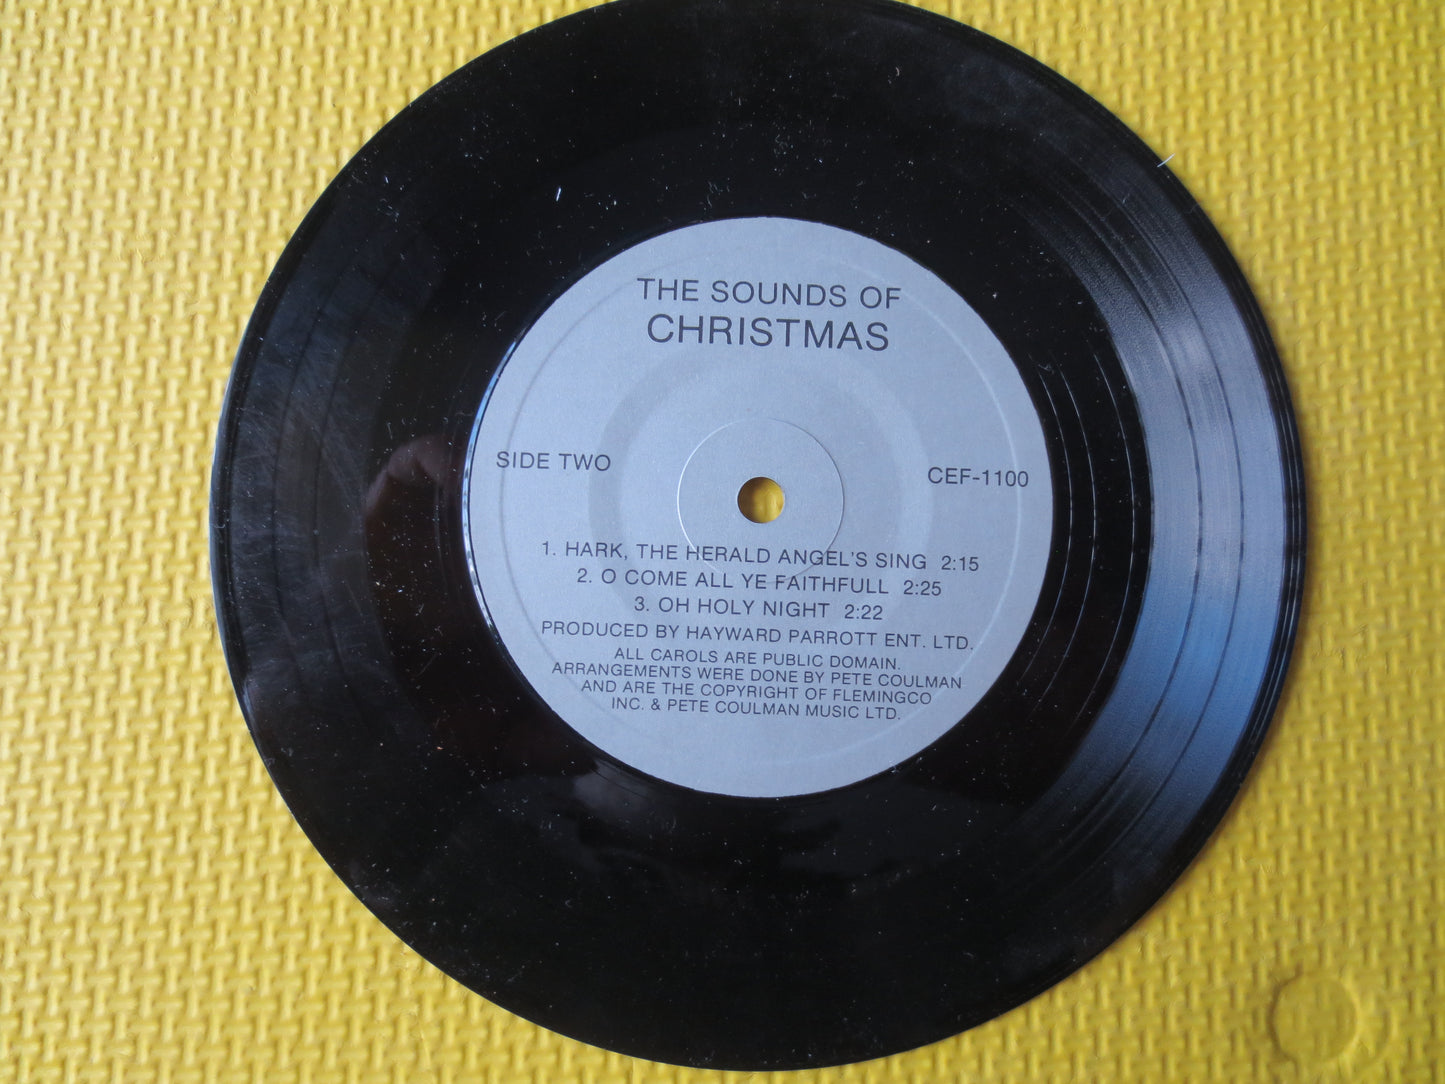 THE SOUNDS OF
CHRISTMAS
SIDE TWO
CEF-1100
1. HARK, THE HERALD ANGEL'S SING 2:15
2. O COME ALL YE FAITHFULL 2:25
3. OH HOLY NIGHT 2:22
PRODUCED BY HAYWARD PARROTT ENT. LTD.
ALL CAROLS ARE PUBLIC DOMAIN.
ARRANGEMENTS WERE DONE BY PETE COULMAN
AND ARE THE COPYRIGHT OF FLEMINGCO
INC. & PETE COULMAN MUSIC LTD.